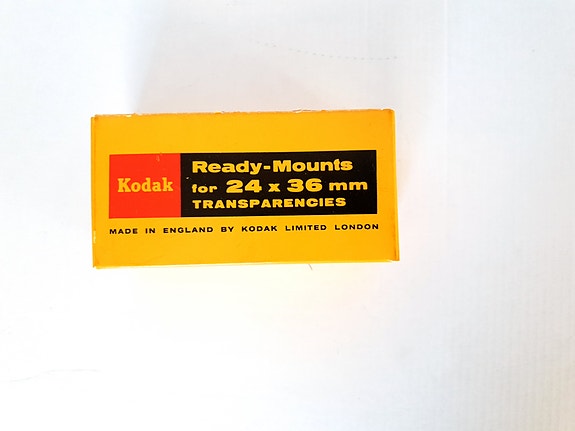 Kodak
Ready-Mounts
for 24 x 36 mm
TRANSPARENCIES
MADE IN ENGLAND BY KODAK LIMITED LONDON